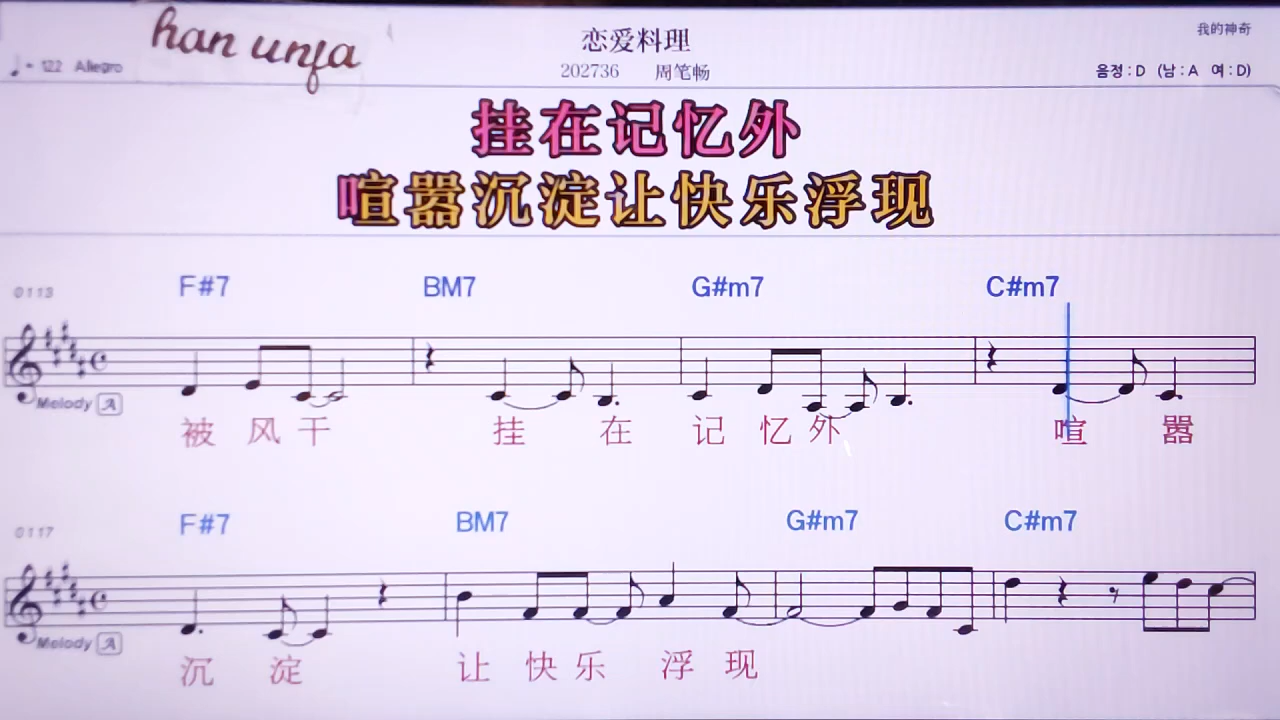 han unfa
恋爱料理
我的神奇
♩= 122 Allegro
202736 周笔畅
음정 : D (남 : A 여 : D)
挂在记忆外
喧嚣沉淀让快乐浮现
0113
F#7 BM7 G#m7 C#m7
Melody A
被 风 干 挂 在 记 忆 外 喧 嚣
0117
F#7 BM7 G#m7 C#m7
Melody A
沉 淀 让 快 乐 浮 现